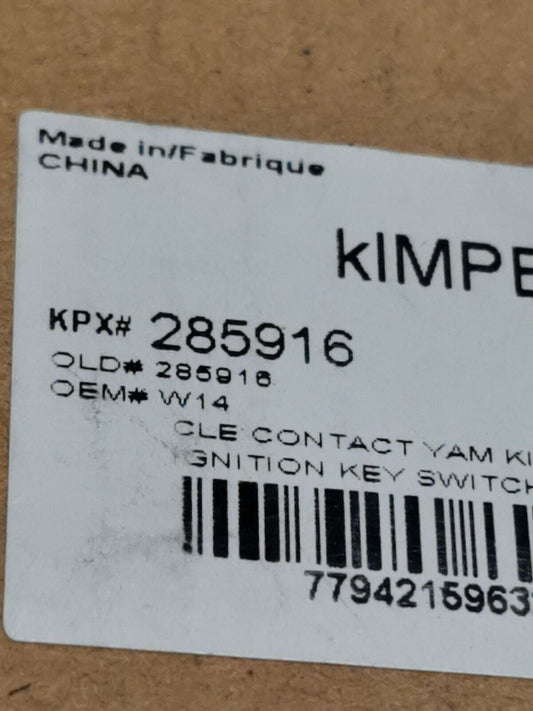 Made in/Fabrique
CHINA
kIMPE
KPX# 285916
OLD# 285916
OEM# W14
CLE CONTACT YAM KI
GNITION KEY SWITCH
7794215963